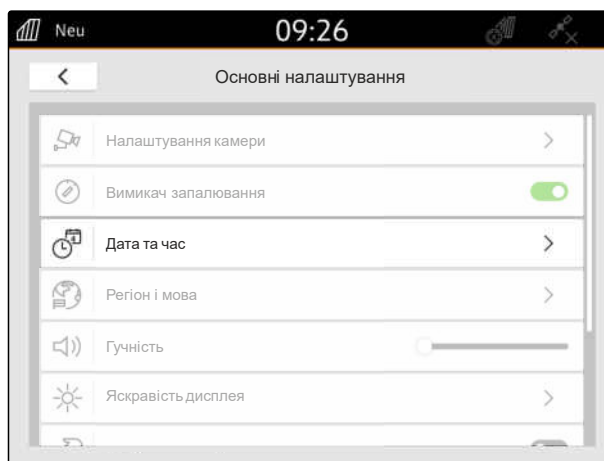 Neu 09:26
Основні налаштування
Налаштування камери
Вимикач запалювання
Дата та час
Регіон і мова
Гучність
Яскравість дисплея